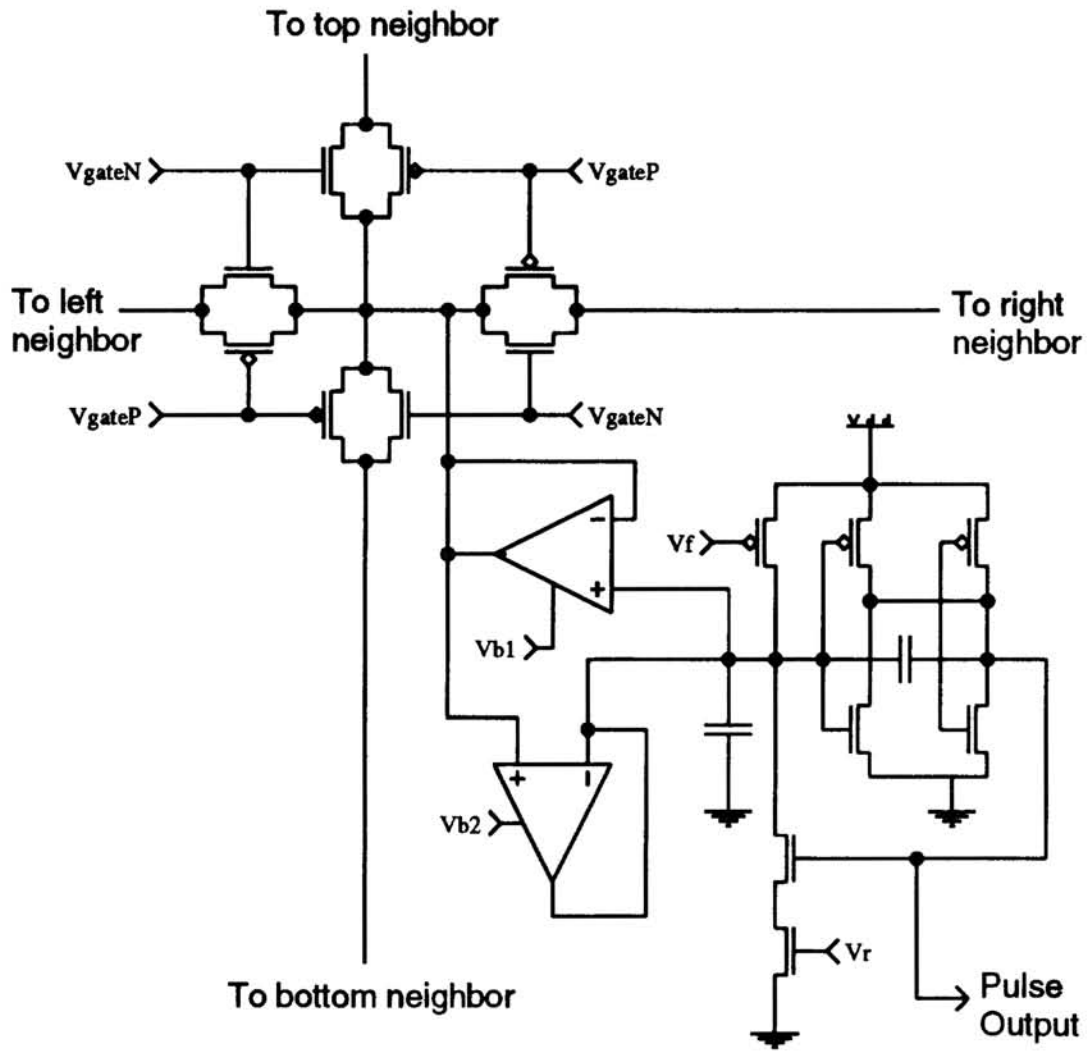 To top neighbor
VgateN
VgateP
To left
neighbor
To right
neighbor
VgateP
VgateN
Vdd
-
Vf
+
Vb1
+
-
Vb2
Vr
To bottom neighbor
Pulse
Output